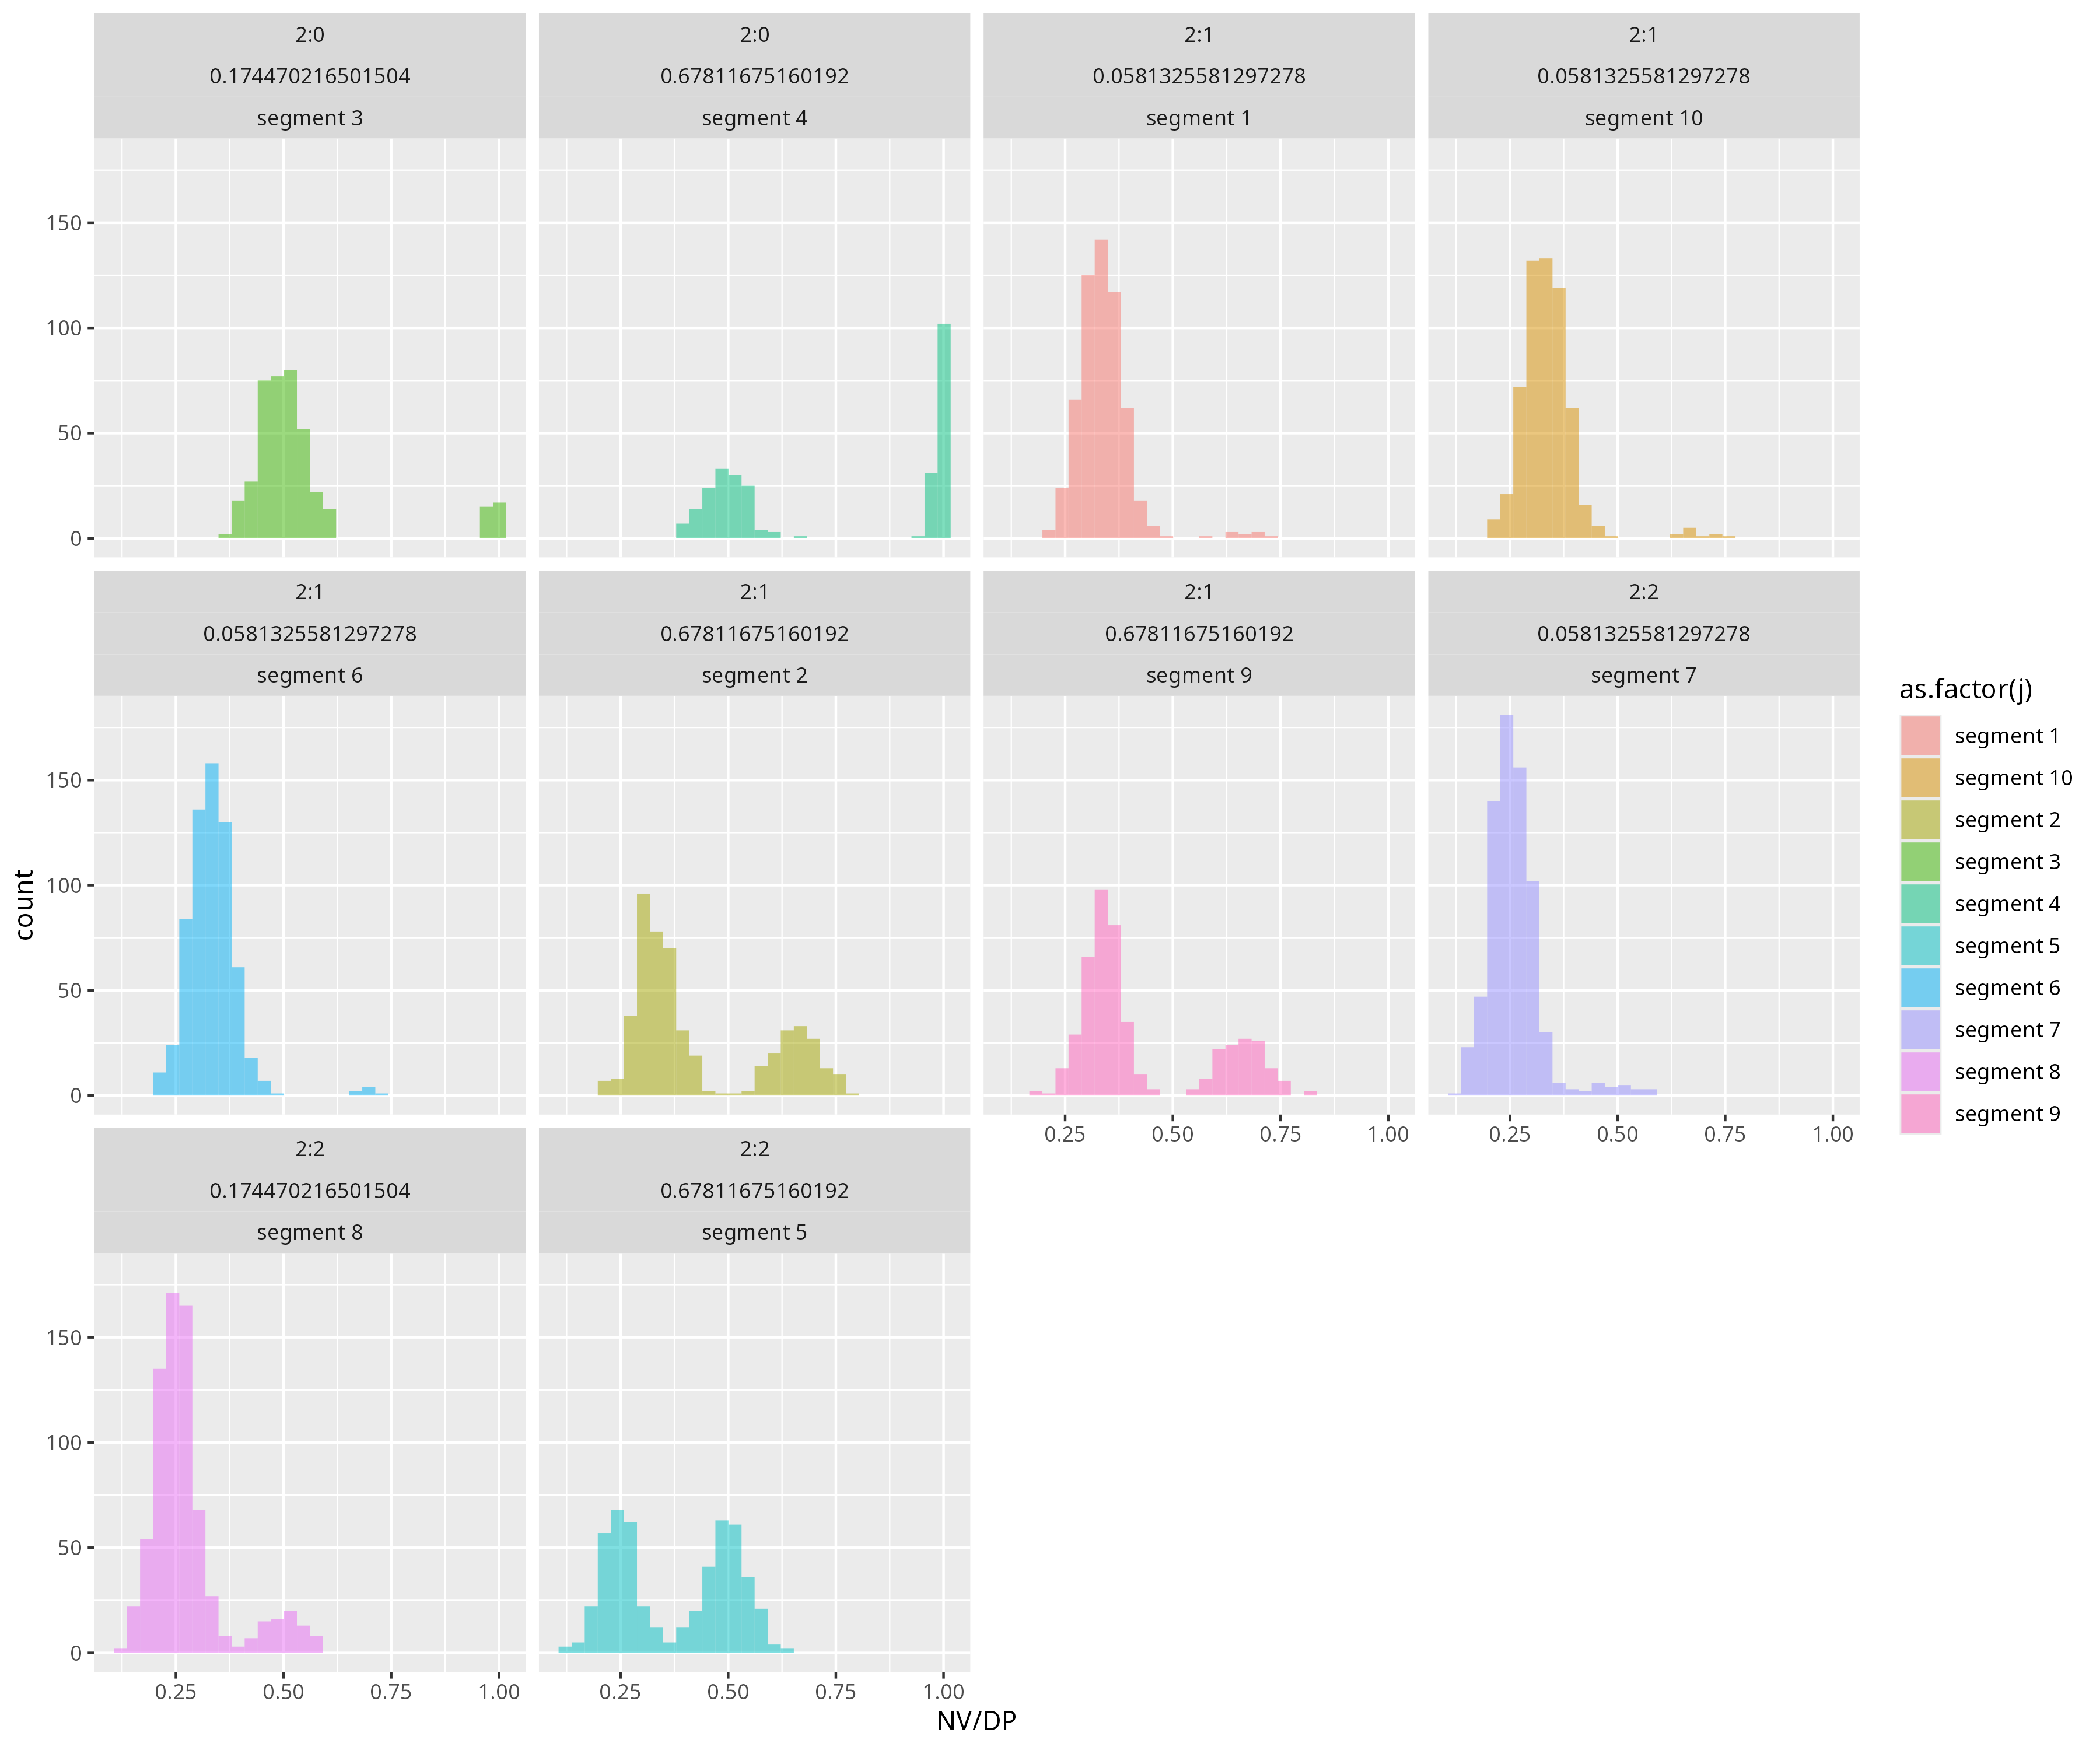 2:0
0.174470216501504
segment 3
2:0
0.67811675160192
segment 4
2:1
0.0581325581297278
segment 1
2:1
0.0581325581297278
segment 10
150
100
50
0
2:1
0.0581325581297278
segment 6
2:1
0.67811675160192
segment 2
2:1
0.67811675160192
segment 9
2:2
0.0581325581297278
segment 7
150
100
50
0
0.25 0.50 0.75 1.00
0.25 0.50 0.75 1.00
2:2
0.174470216501504
segment 8
2:2
0.67811675160192
segment 5
150
100
50
0
0.25 0.50 0.75 1.00
0.25 0.50 0.75 1.00
NV/DP
count
as.factor(j)
segment 1
segment 10
segment 2
segment 3
segment 4
segment 5
segment 6
segment 7
segment 8
segment 9